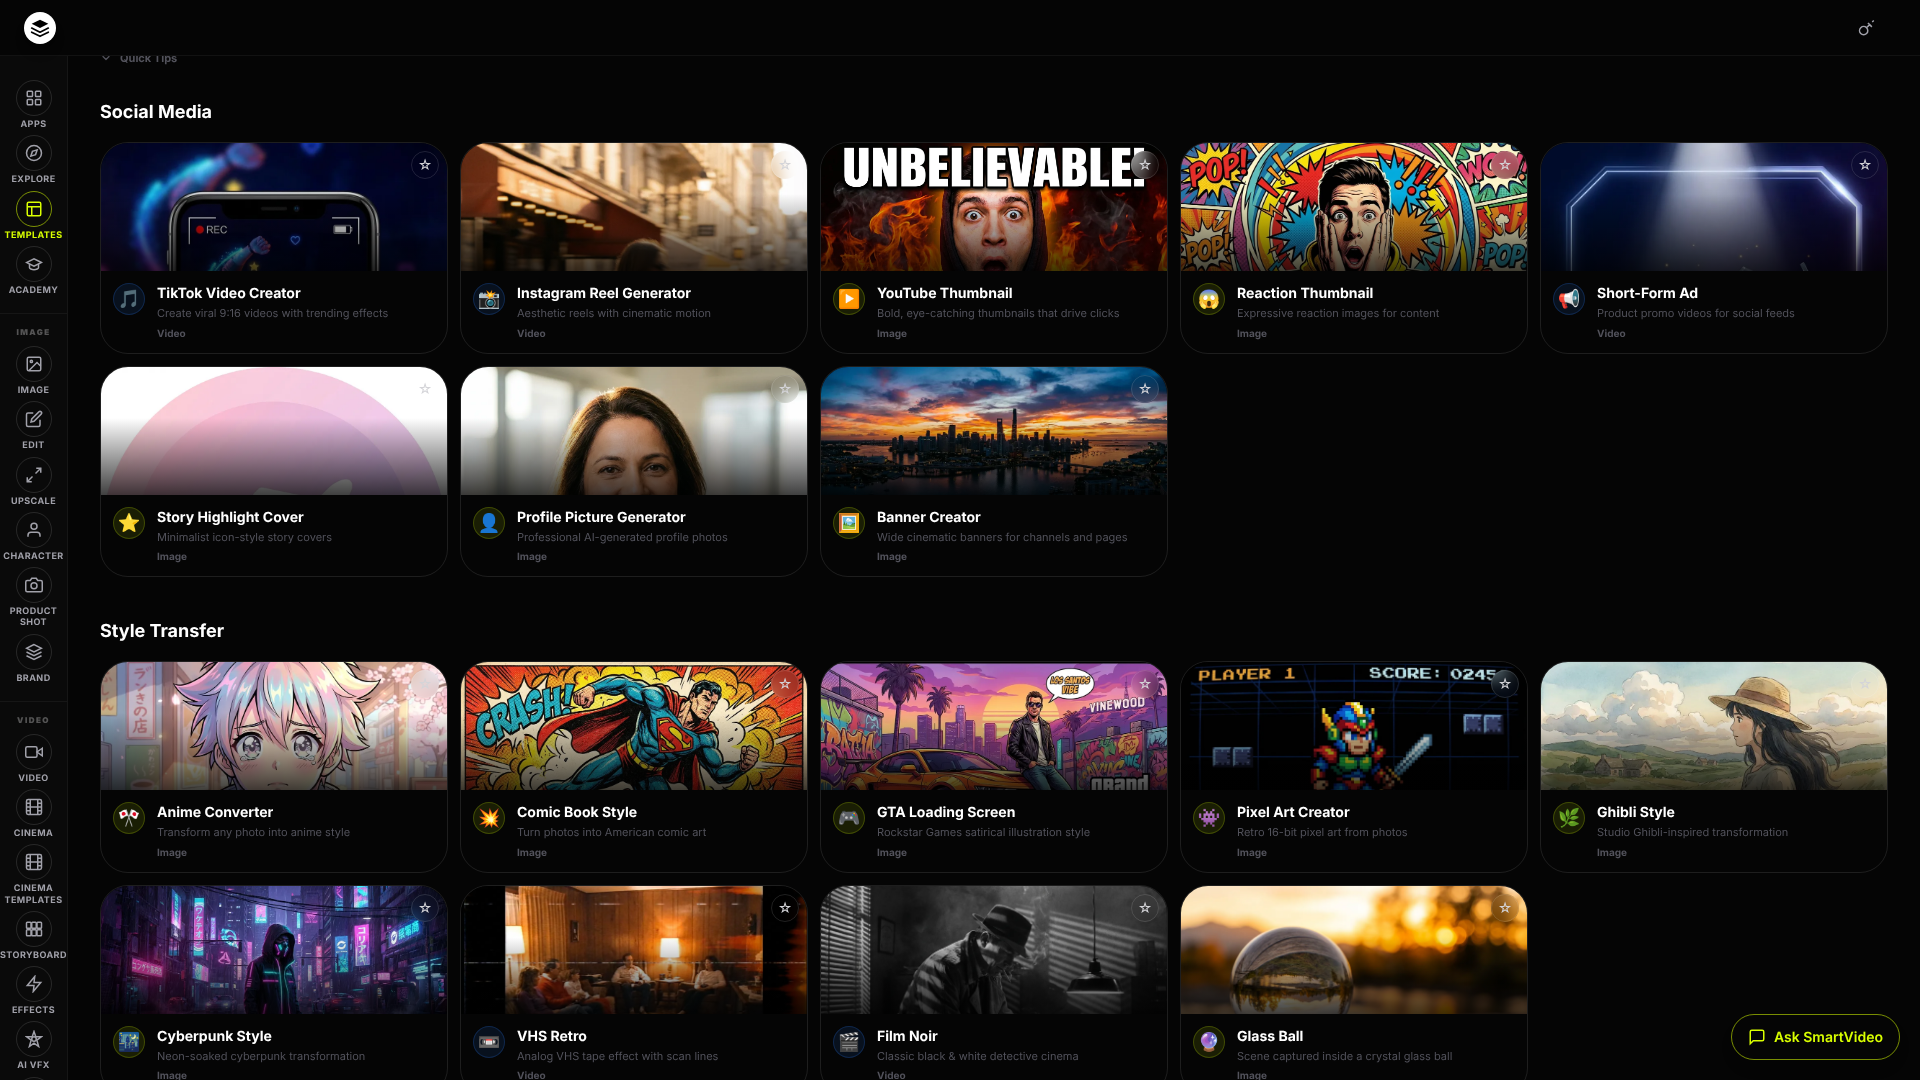 Quick Tips
APPS
EXPLORE
TEMPLATES
ACADEMY
IMAGE
IMAGE
EDIT
UPSCALE
CHARACTER
PRODUCT
SHOT
BRAND
VIDEO
VIDEO
CINEMA
CINEMA
TEMPLATES
STORYBOARD
EFFECTS
AI VFX
Social Media
REC
TikTok Video Creator
Create viral 9:16 videos with trending effects
Video
Instagram Reel Generator
Aesthetic reels with cinematic motion
Video
UNBELIEVABLE!
YouTube Thumbnail
Bold, eye-catching thumbnails that drive clicks
Image
POP!
WOW!
POP!
POP!
Reaction Thumbnail
Expressive reaction images for content
Image
Short-Form Ad
Product promo videos for social feeds
Video
Story Highlight Cover
Minimalist icon-style story covers
Image
Profile Picture Generator
Professional AI-generated profile photos
Image
Banner Creator
Wide cinematic banners for channels and pages
Image
Style Transfer
Anime Converter
Transform any photo into anime style
Image
CRASH!
Comic Book Style
Turn photos into American comic art
Image
LOS SANTOS
VIBE
VINEWOOD
GTA Loading Screen
Rockstar Games satirical illustration style
Image
PLAYER 1
SCORE: 0245
Pixel Art Creator
Retro 16-bit pixel art from photos
Image
Ghibli Style
Studio Ghibli-inspired transformation
Image
Cyberpunk Style
Neon-soaked cyberpunk transformation
Image
VHS Retro
Analog VHS tape effect with scan lines
Video
Film Noir
Classic black & white detective cinema
Video
Glass Ball
Scene captured inside a crystal glass ball
Image
Ask SmartVideo